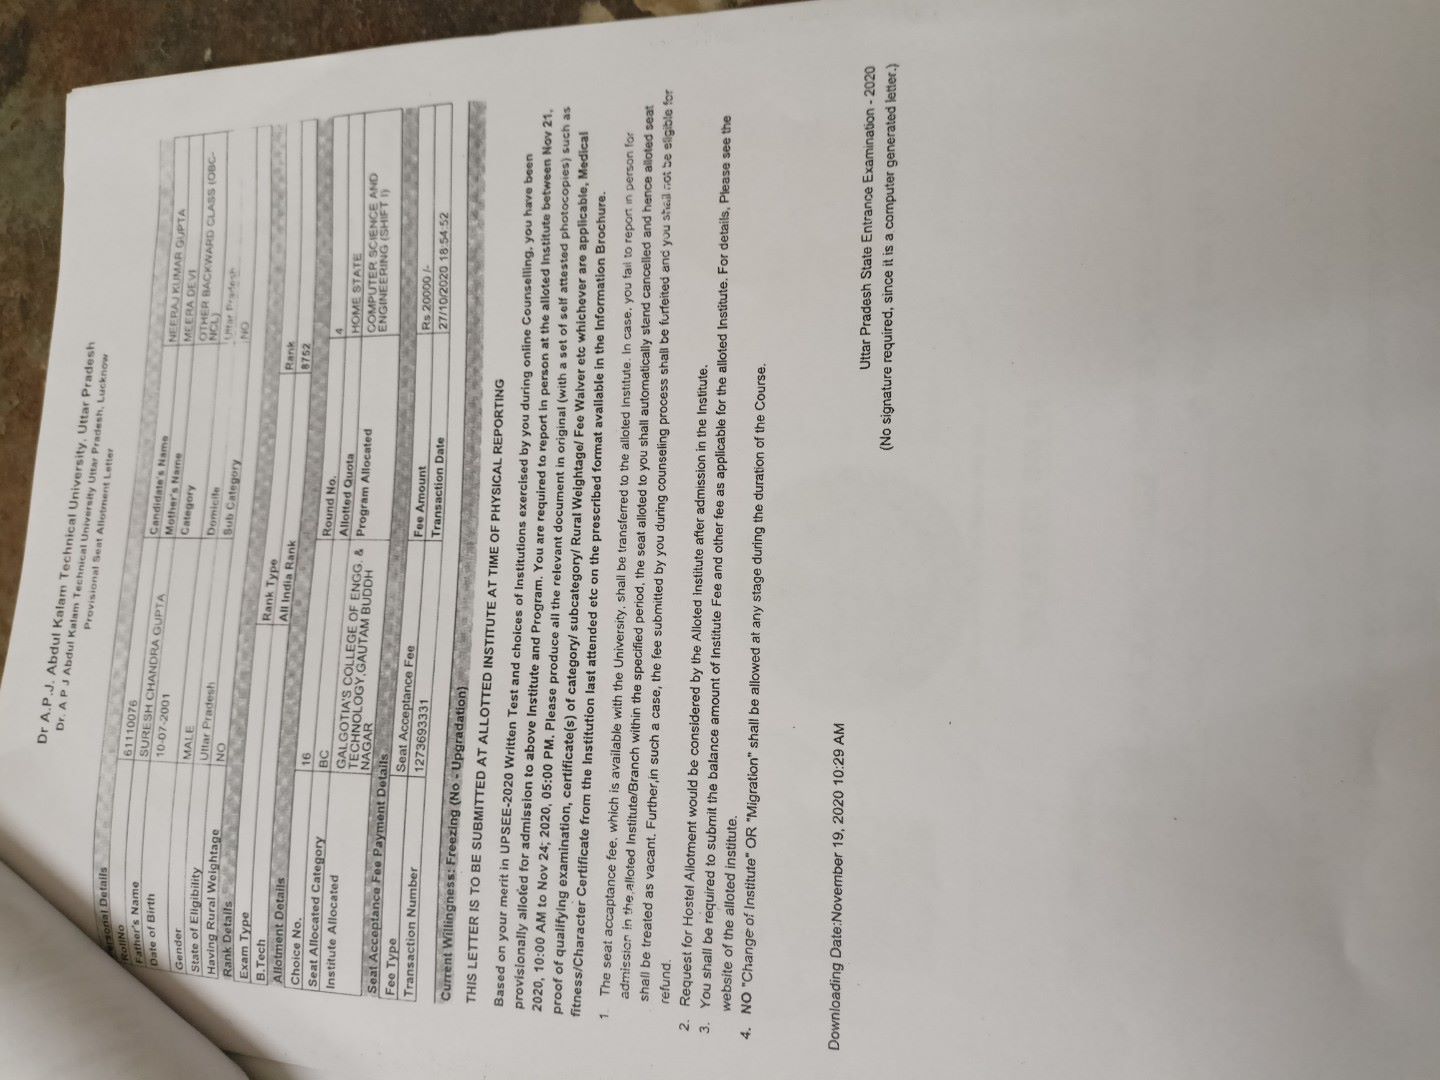 Dr A.P.J. Abdul Kalam Technical University, Uttar Pradesh
Dr. A P J Abdul Kalam Technical University Uttar Pradesh, Lucknow
Provisional Seat Allotment Letter
Personal Details
RollNo 61110076 Candidate's Name NEERAJ KUMAR GUPTA
Father's Name SURESH CHANDRA GUPTA Mother's Name MEERA DEVI
Date of Birth 10-07-2001 Category OTHER BACKWARD CLASS (OBC-
NCL)
Gender MALE Domicile Uttar Pradesh
State of Eligibility Uttar Pradesh Sub Category NO
Having Rural Weightage NO
Rank Details
Exam Type Rank Type Rank
B.Tech All India Rank 8752
Allotment Details
Choice No. 16 Round No. 4
Seat Allocated Category BC Allotted Quota HOME STATE
Institute Allocated GALGOTIA'S COLLEGE OF ENGG. & Program Allocated COMPUTER SCIENCE AND
TECHNOLOGY,GAUTAM BUDDH ENGINEERING (SHIFT I)
NAGAR
Seat Acceptance Fee Payment Details
Fee Type Seat Acceptance Fee Fee Amount Rs.20000 /-
Transaction Number 1273693331 Transaction Date 27/10/2020 18:54:52
Current Willingness: Freezing (No - Upgradation)
THIS LETTER IS TO BE SUBMITTED AT ALLOTTED INSTITUTE AT TIME OF PHYSICAL REPORTING
Based on your merit in UPSEE-2020 Written Test and choices of Institutions exercised by you during online Counselling, you have been
provisionally alloted for admission to above Institute and Program. You are required to report in person at the alloted Institute between Nov 21,
2020, 10:00 AM to Nov 24, 2020, 05:00 PM. Please produce all the relevant document in original (with a set of self attested photocopies) such as
proof of qualifying examination, certificate(s) of category/ subcategory/ Rural Weightage/ Fee Waiver etc whichever are applicable, Medical
fitness/Character Certificate from the Institution last attended etc on the prescribed format available in the Information Brochure.
1. The seat accaptance fee, which is available with the University, shall be transferred to the alloted Institute. In case, you fail to report in person for
admission in the alloted Institute/Branch within the specified period, the seat alloted to you shall automatically stend cancelled and hence alloted seat
shall be treated as vacant. Further,in such a case, the fee submitted by you during counseling process shall be furfeited and you shall not be eligible for
refund.
2. Request for Hostel Allotment would be considered by the Alloted Institute after admission in the Institute.
3. You shall be required to submit the balance amount of Institute Fee and other fee as applicable for the alloted Institute. For details, Please see the
website of the alloted institute.
4. NO "Change of Institute" OR "Migration" shall be allowed at any stage during the duration of the Course.
Uttar Pradesh State Entrance Examination - 2020
(No signature required, since it is a computer generated letter.)
Downloading Date:November 19, 2020 10:29 AM